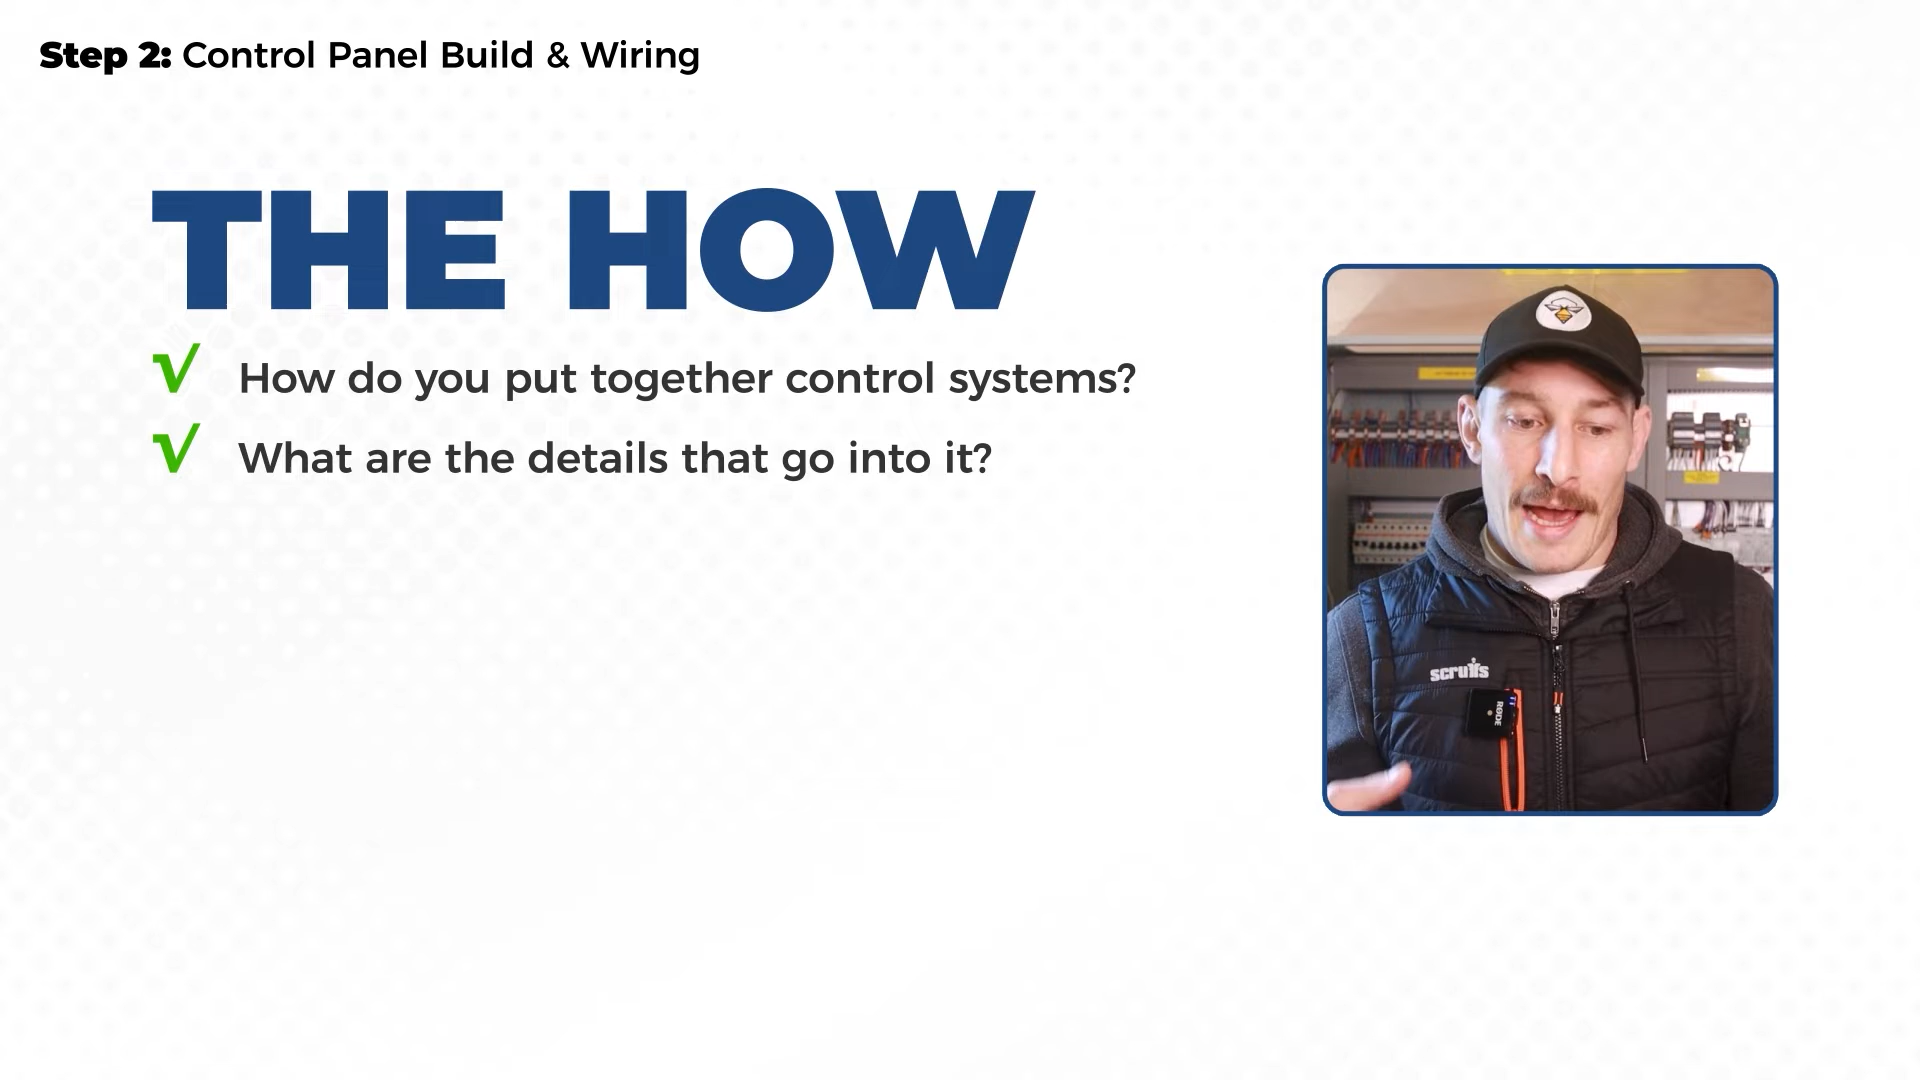 Step 2: Control Panel Build & Wiring
THE HOW
√ How do you put together control systems?
√ What are the details that go into it?
scruffs
RØDE